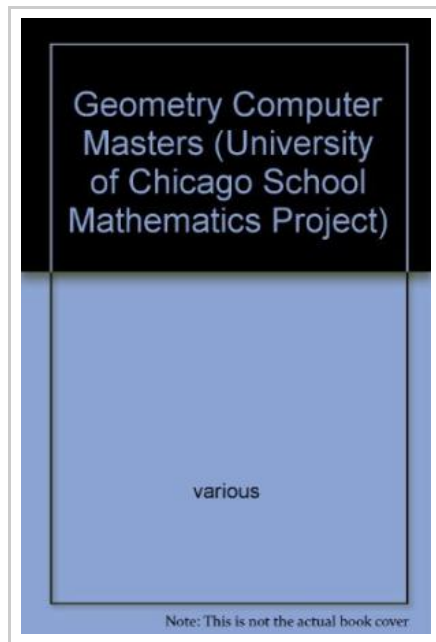 Geometry Computer
Masters (University
of Chicago School
Mathematics Project)
various
Note: This is not the actual book cover